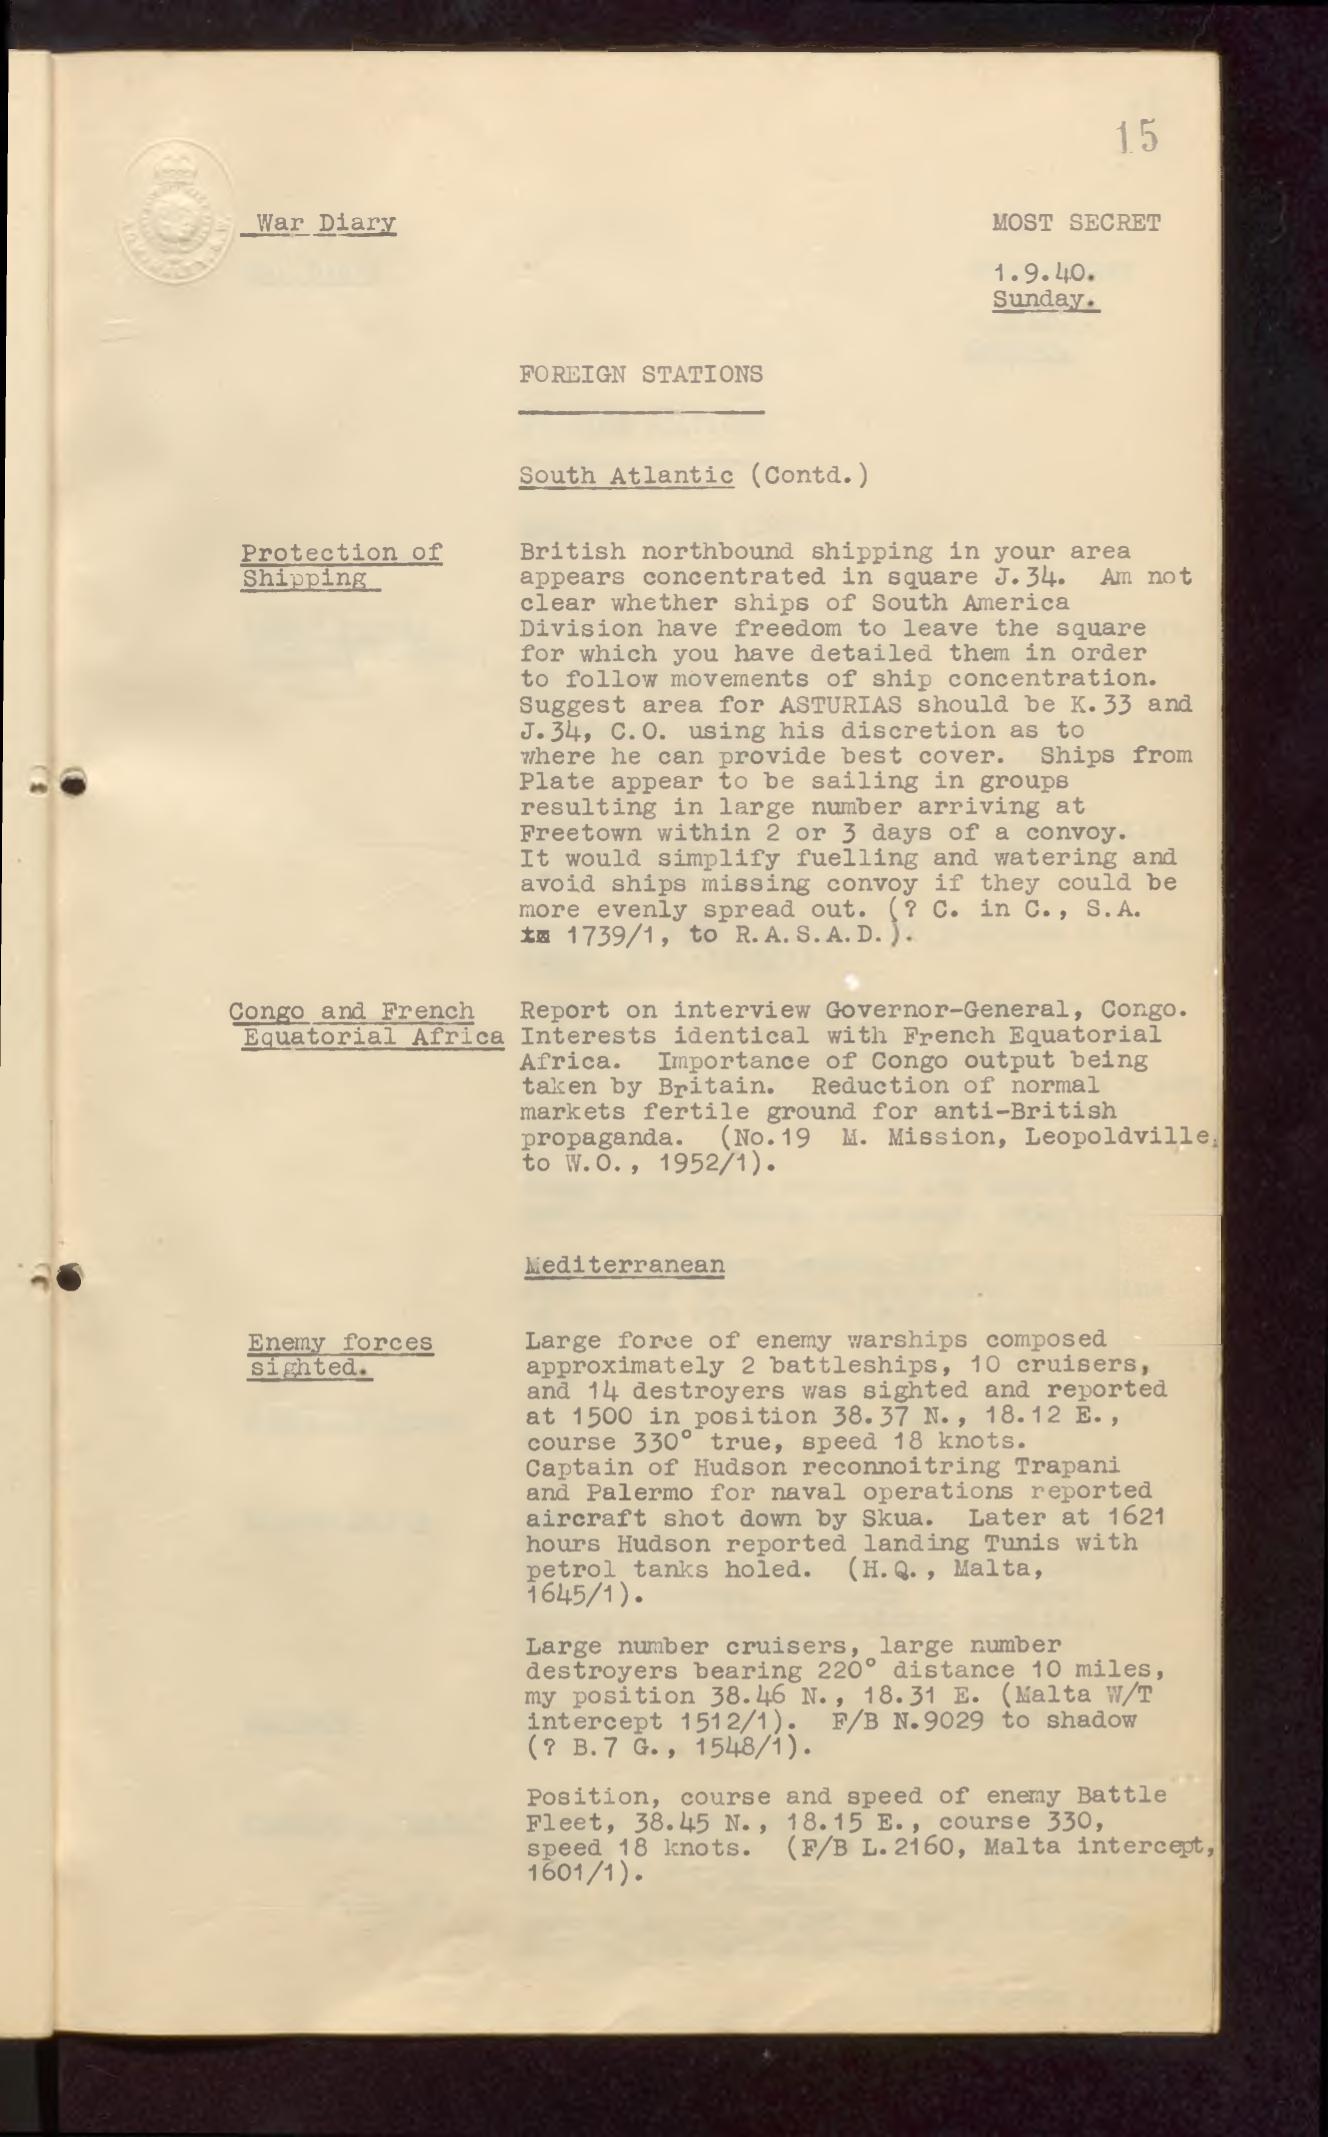 15
War Diary
MOST SECRET
1.9.40.
Sunday.
FOREIGN STATIONS
South Atlantic (Contd.)
Protection of
Shipping
British northbound shipping in your area
appears concentrated in square J.34. Am not
clear whether ships of South America
Division have freedom to leave the square
for which you have detailed them in order
to follow movements of ship concentration.
Suggest area for ASTURIAS should be K.33 and
J.34, C.O. using his discretion as to
where he can provide best cover. Ships from
Plate appear to be sailing in groups
resulting in large number arriving at
Freetown within 2 or 3 days of a convoy.
It would simplify fuelling and watering and
avoid ships missing convoy if they could be
more evenly spread out. (? C. in C., S.A.
1739/1, to R.A.S.A.D.).
Congo and French
Equatorial Africa
Report on interview Governor-General, Congo.
Interests identical with French Equatorial
Africa. Importance of Congo output being
taken by Britain. Reduction of normal
markets fertile ground for anti-British
propaganda. (No.19 M. Mission, Leopoldville,
to W.O., 1952/1).
Mediterranean
Enemy forces
sighted.
Large force of enemy warships composed
approximately 2 battleships, 10 cruisers,
and 14 destroyers was sighted and reported
at 1500 in position 38.37 N., 18.12 E.,
course 330° true, speed 18 knots.
Captain of Hudson reconnoitring Trapani
and Palermo for naval operations reported
aircraft shot down by Skua. Later at 1621
hours Hudson reported landing Tunis with
petrol tanks holed. (H.Q., Malta,
1645/1).
Large number cruisers, large number
destroyers bearing 220° distance 10 miles,
my position 38.46 N., 18.31 E. (Malta W/T
intercept 1512/1). F/B N.9029 to shadow
(? B.7 G., 1548/1).
Position, course and speed of enemy Battle
Fleet, 38.45 N., 18.15 E., course 330,
speed 18 knots. (F/B L.2160, Malta intercept,
1601/1).